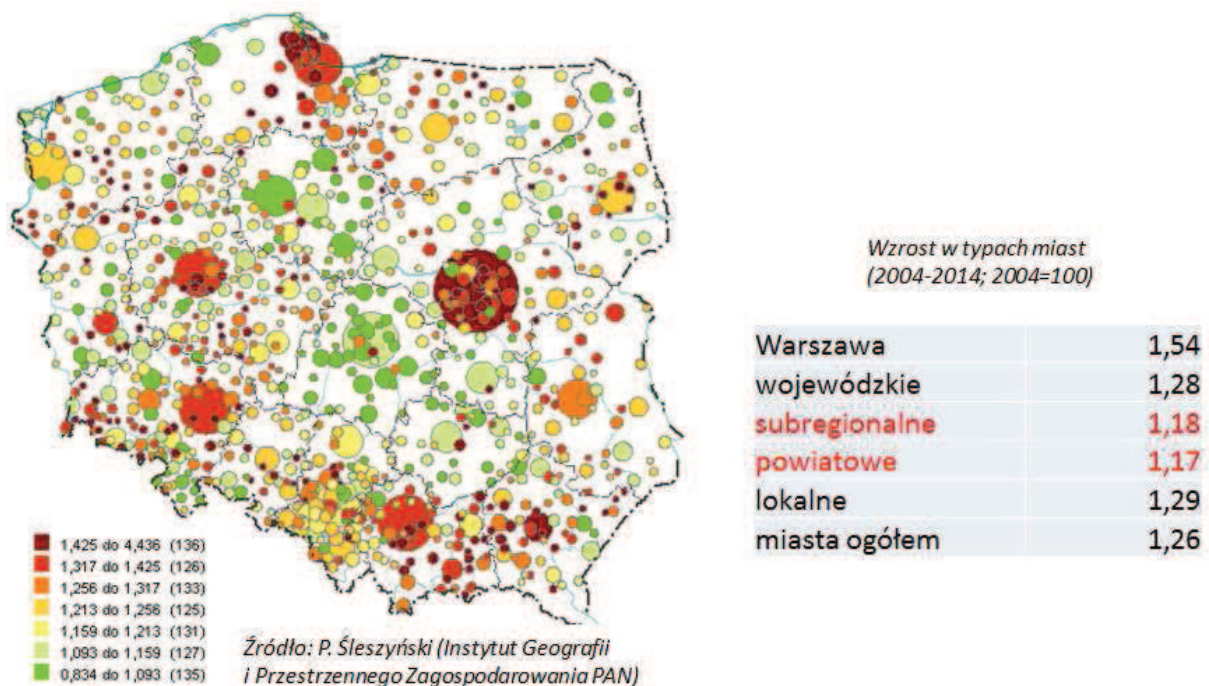 Wzrost w typach miast
(2004-2014; 2004=100)
Warszawa 1,54
wojewódzkie 1,28
subregionalne 1,18
powiatowe 1,17
lokalne 1,29
miasta ogółem 1,26
1,425 do 4,436 (136)
1,317 do 1,425 (126)
1,256 do 1,317 (133)
1,213 do 1,256 (125)
1,159 do 1,213 (131)
1,093 do 1,159 (127)
0,834 do 1,093 (135)
Źródło: P. Śleszyński (Instytut Geografii
i Przestrzennego Zagospodarowania PAN)